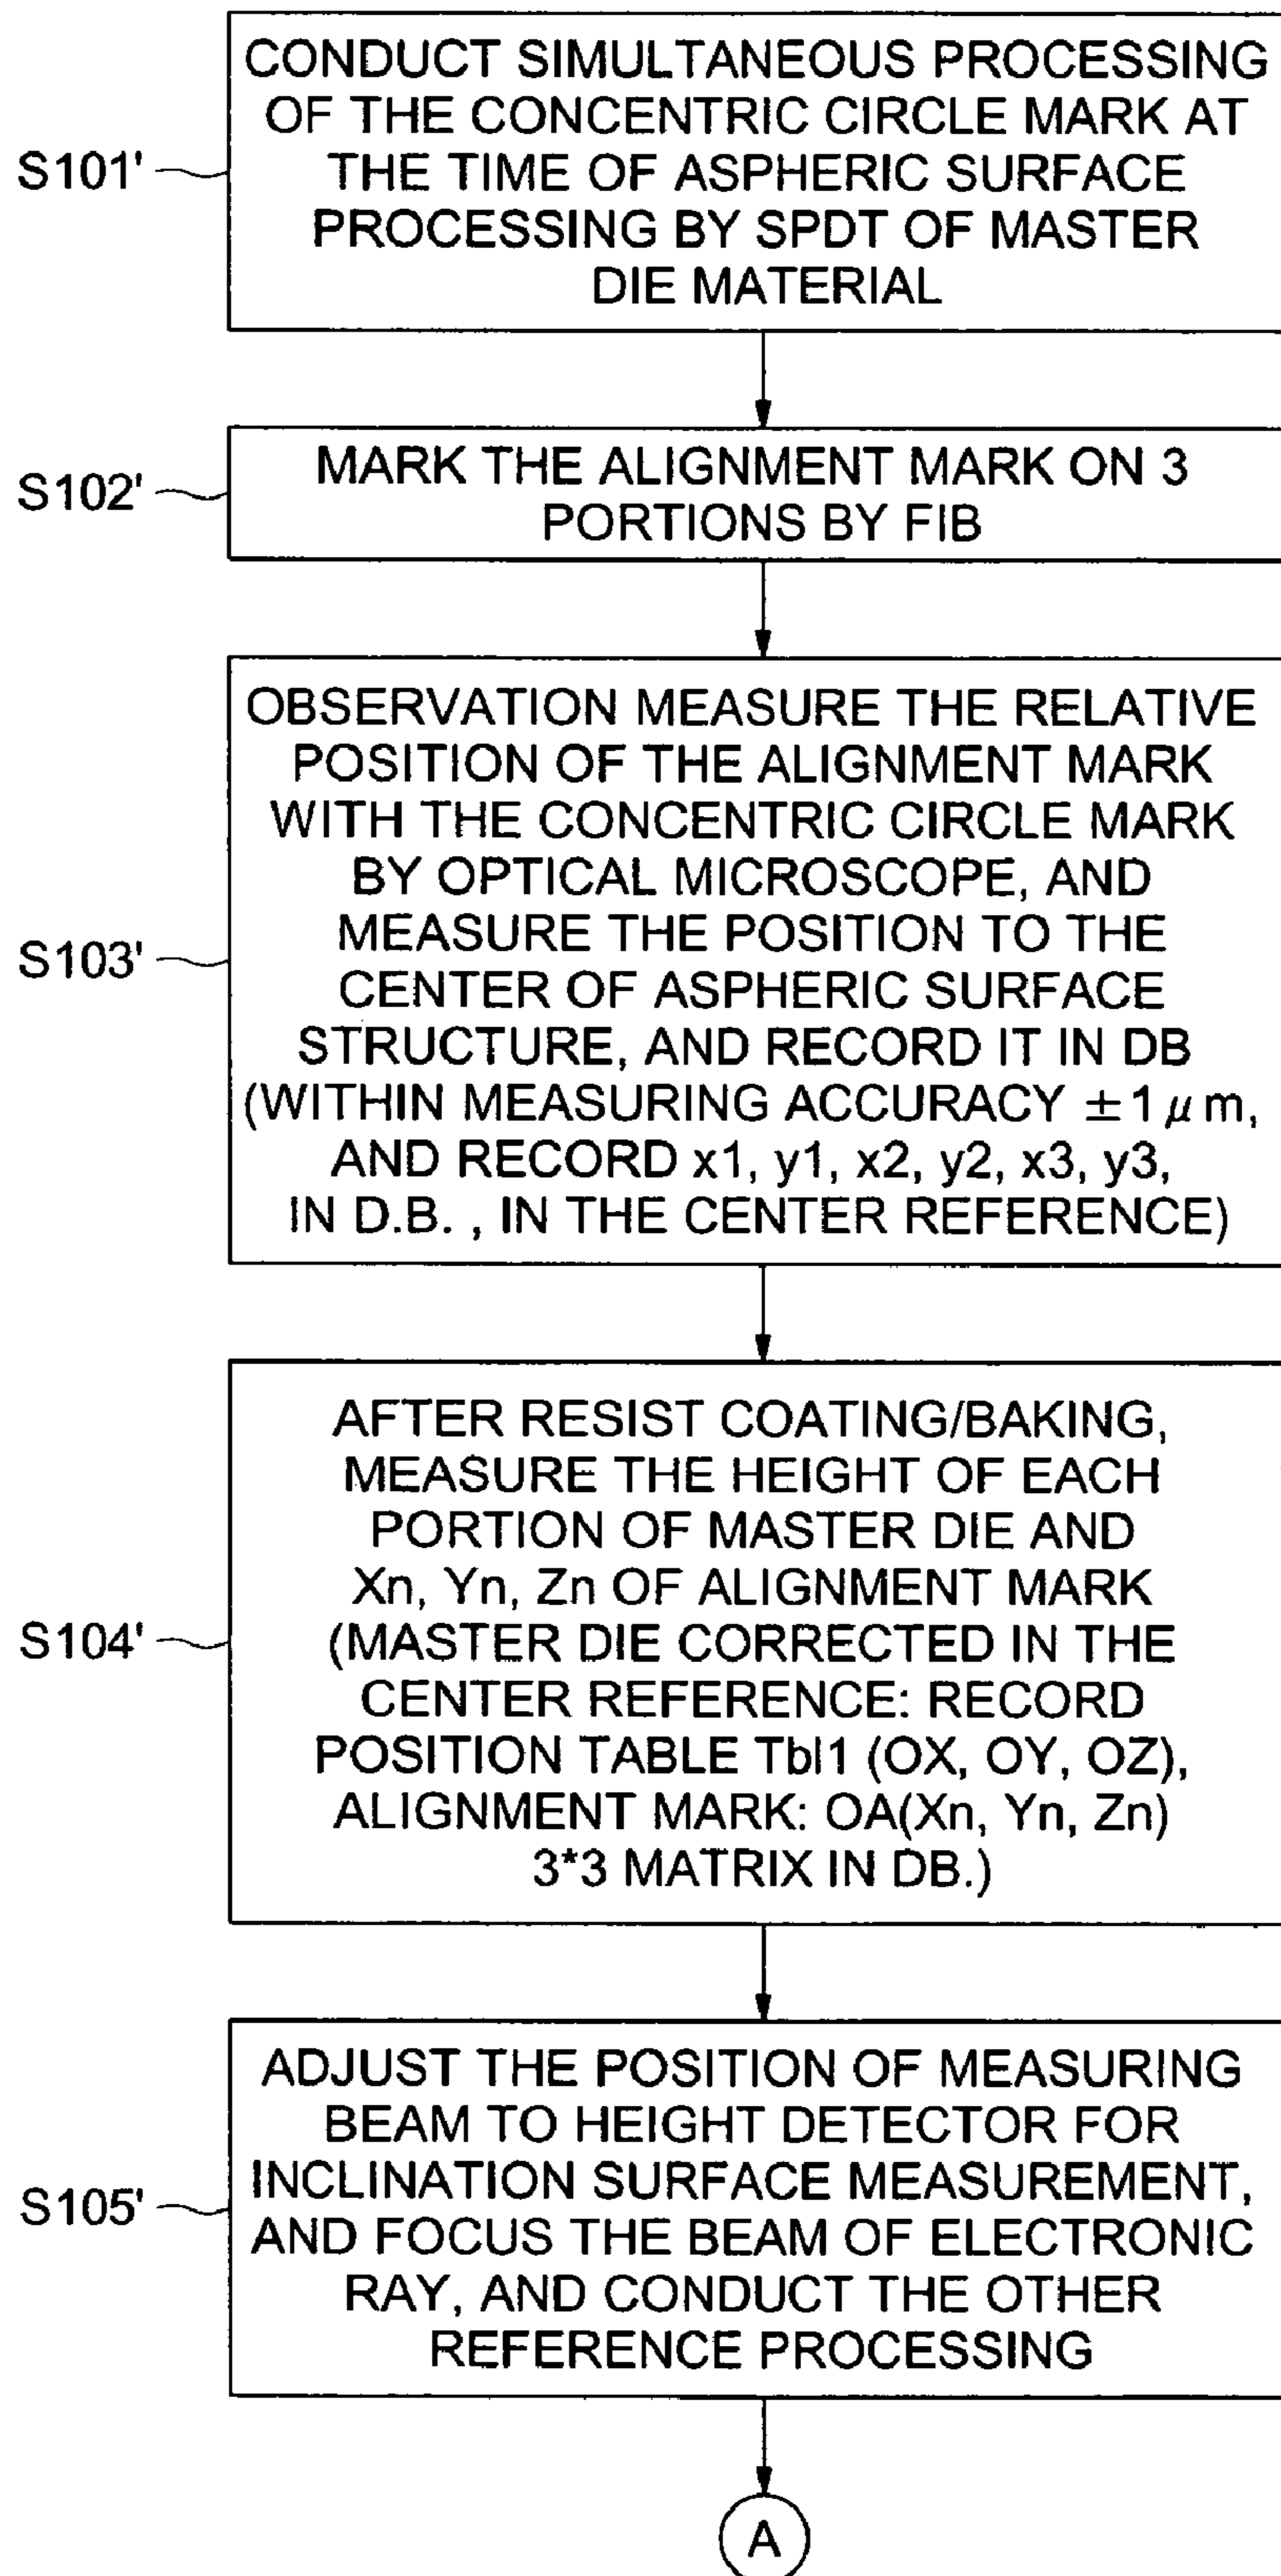 S101'
CONDUCT SIMULTANEOUS PROCESSING
OF THE CONCENTRIC CIRCLE MARK AT
THE TIME OF ASPHERIC SURFACE
PROCESSING BY SPDT OF MASTER
DIE MATERIAL
S102'
MARK THE ALIGNMENT MARK ON 3
PORTIONS BY FIB
S103'
OBSERVATION MEASURE THE RELATIVE
POSITION OF THE ALIGNMENT MARK
WITH THE CONCENTRIC CIRCLE MARK
BY OPTICAL MICROSCOPE, AND
MEASURE THE POSITION TO THE
CENTER OF ASPHERIC SURFACE
STRUCTURE, AND RECORD IT IN DB
(WITHIN MEASURING ACCURACY ±1 μm,
AND RECORD x1, y1, x2, y2, x3, y3,
IN D.B. , IN THE CENTER REFERENCE)
S104'
AFTER RESIST COATING/BAKING,
MEASURE THE HEIGHT OF EACH
PORTION OF MASTER DIE AND
Xn, Yn, Zn OF ALIGNMENT MARK
(MASTER DIE CORRECTED IN THE
CENTER REFERENCE: RECORD
POSITION TABLE Tbl1 (OX, OY, OZ),
ALIGNMENT MARK: OA(Xn, Yn, Zn)
3*3 MATRIX IN DB.)
S105'
ADJUST THE POSITION OF MEASURING
BEAM TO HEIGHT DETECTOR FOR
INCLINATION SURFACE MEASUREMENT,
AND FOCUS THE BEAM OF ELECTRONIC
RAY, AND CONDUCT THE OTHER
REFERENCE PROCESSING
A